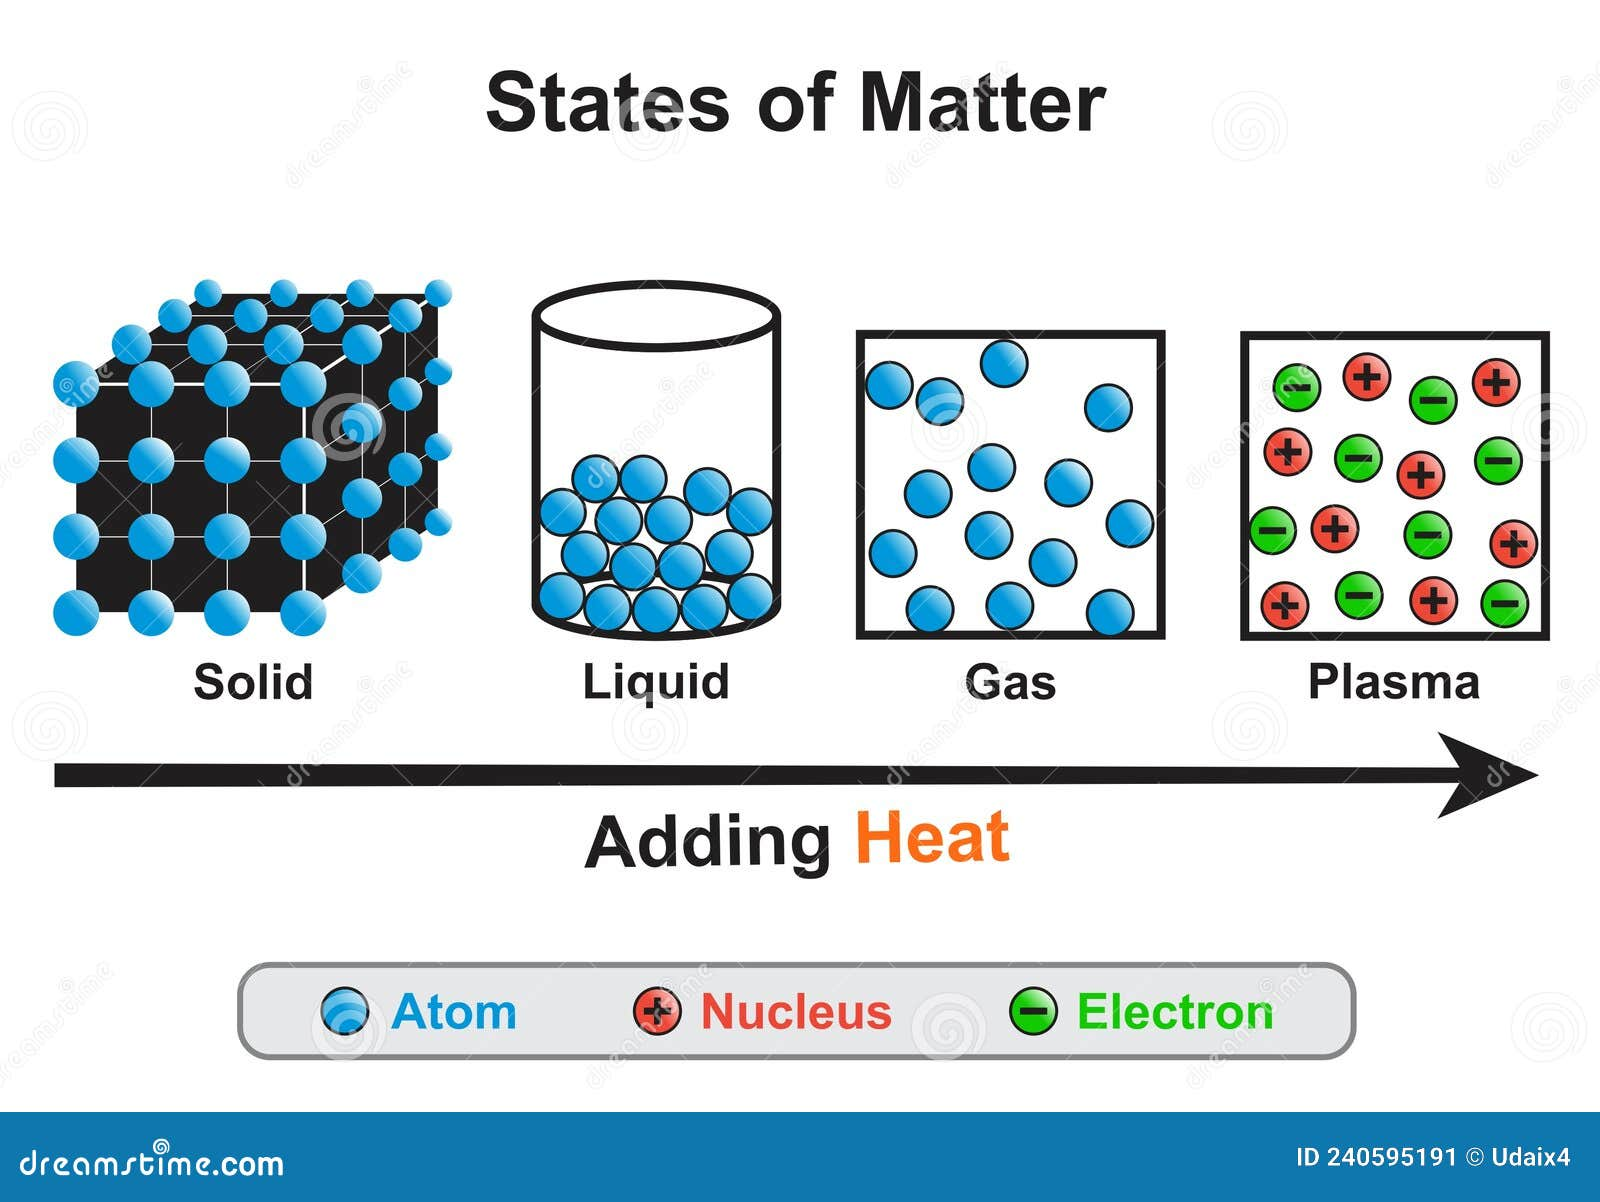 States of Matter
Solid Liquid Gas Plasma
Adding Heat
Atom Nucleus Electron
dreamstime.com
ID 240595191 © Udaix4